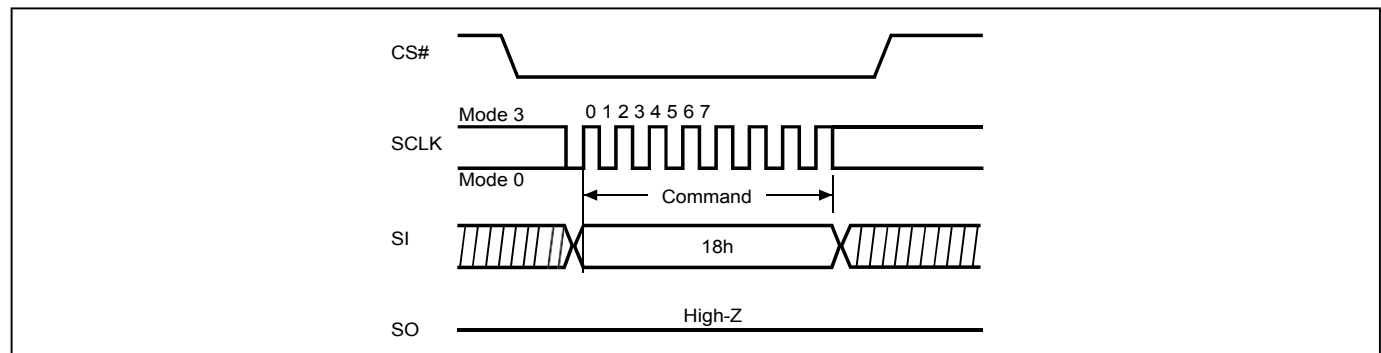 CS#
Mode 3
0 1 2 3 4 5 6 7
SCLK
Mode 0
Command
SI
18h
High-Z
SO